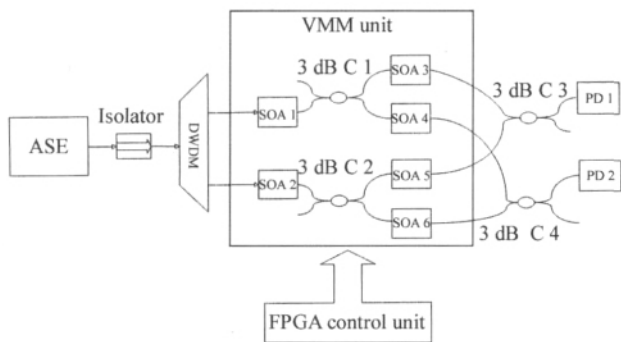 VMM unit
3 dB C 1
SOA 3
3 dB C 3
PD 1
Isolator
SOA 1
SOA 4
ASE
DWDM
3 dB C 2
SOA 5
PD 2
SOA 2
SOA 6
3 dB C 4
FPGA control unit